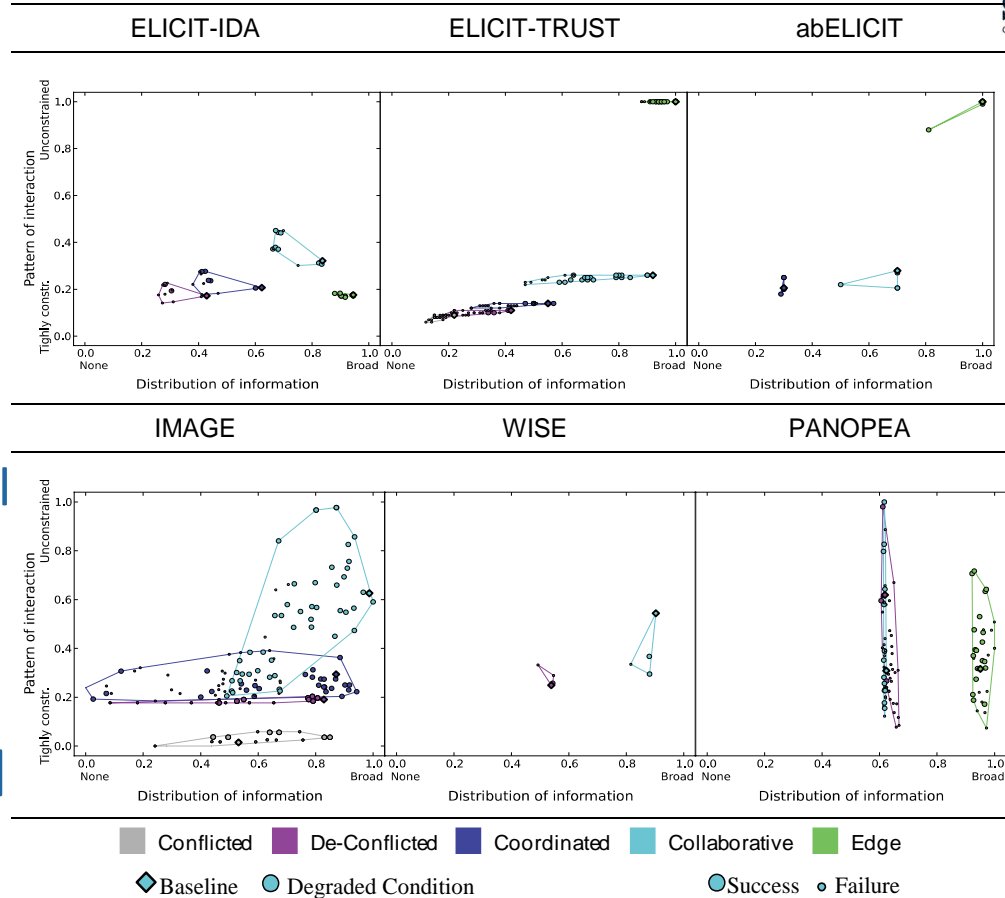 ELICIT-IDA ELICIT-TRUST abELICIT
Pattern of interaction
Tighly constr. Unconstrained
1.0
0.8
0.6
0.4
0.2
0.0
0.0 0.2 0.4 0.6 0.8 1.0 0.0 0.2 0.4 0.6 0.8 1.0 0.0 0.2 0.4 0.6 0.8 1.0
None Broad None Broad None Broad
Distribution of information Distribution of information Distribution of information
IMAGE WISE PANOPEA
Pattern of interaction
Tighly constr. Unconstrained
1.0
0.8
0.6
0.4
0.2
0.0
0.0 0.2 0.4 0.6 0.8 1.0 0.0 0.2 0.4 0.6 0.8 1.0 0.0 0.2 0.4 0.6 0.8 1.0
None Broad None Broad None Broad
Distribution of information Distribution of information Distribution of information
Conflicted De-Conflicted Coordinated Collaborative Edge
Baseline Degraded Condition Success Failure